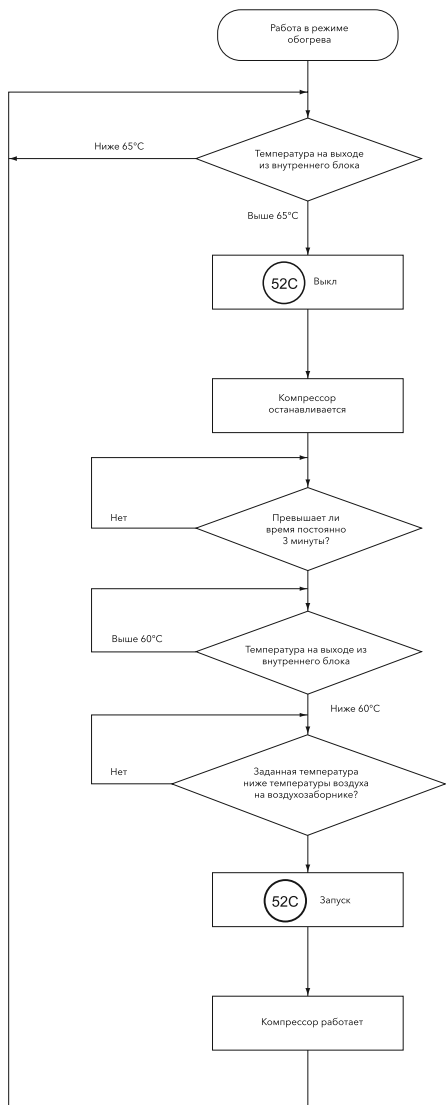 Работа в режиме
обогрева
Ниже 65°C
Температура на выходе
из внутреннего блока
Выше 65°C
52C Выкл
Компрессор
останавливается
Нет
Превышает ли
время постоянно
3 минуты?
Выше 60°C
Температура на выходе из
внутреннего блока
Ниже 60°C
Нет
Заданная температура
ниже температуры воздуха
на воздухозаборнике?
52C Запуск
Компрессор работает